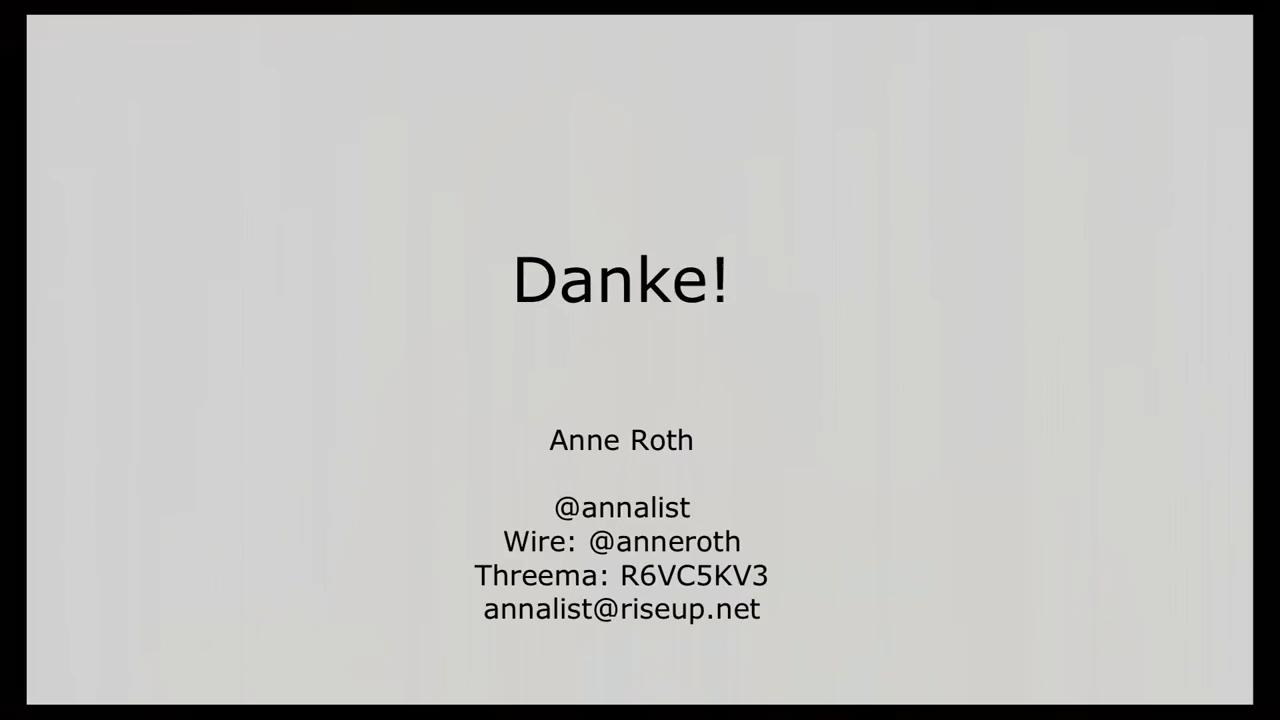 Danke!
Anne Roth
@annalist
Wire: @anneroth
Threema: R6VC5KV3
annalist@riseup.net